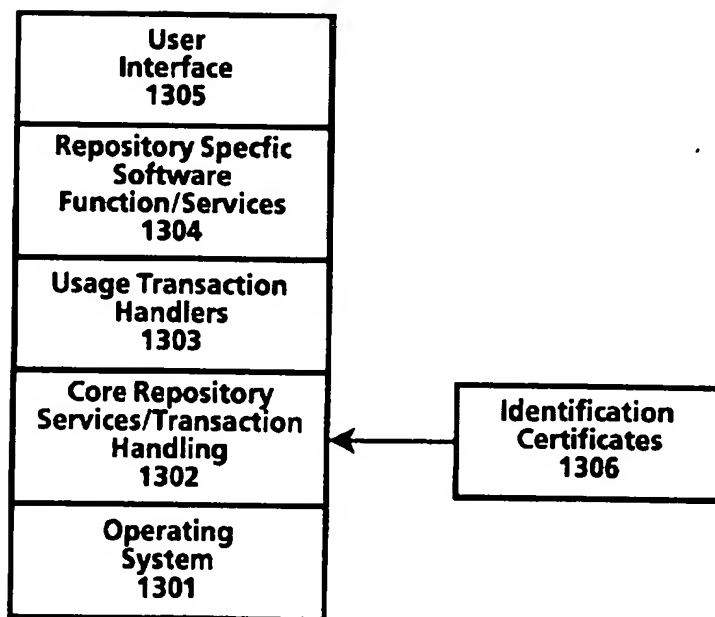 User
Interface
1305
Repository Specfic
Software
Function/Services
1304
Usage Transaction
Handlers
1303
Core Repository
Services/Transaction
Handling
1302
Identification
Certificates
1306
Operating
System
1301